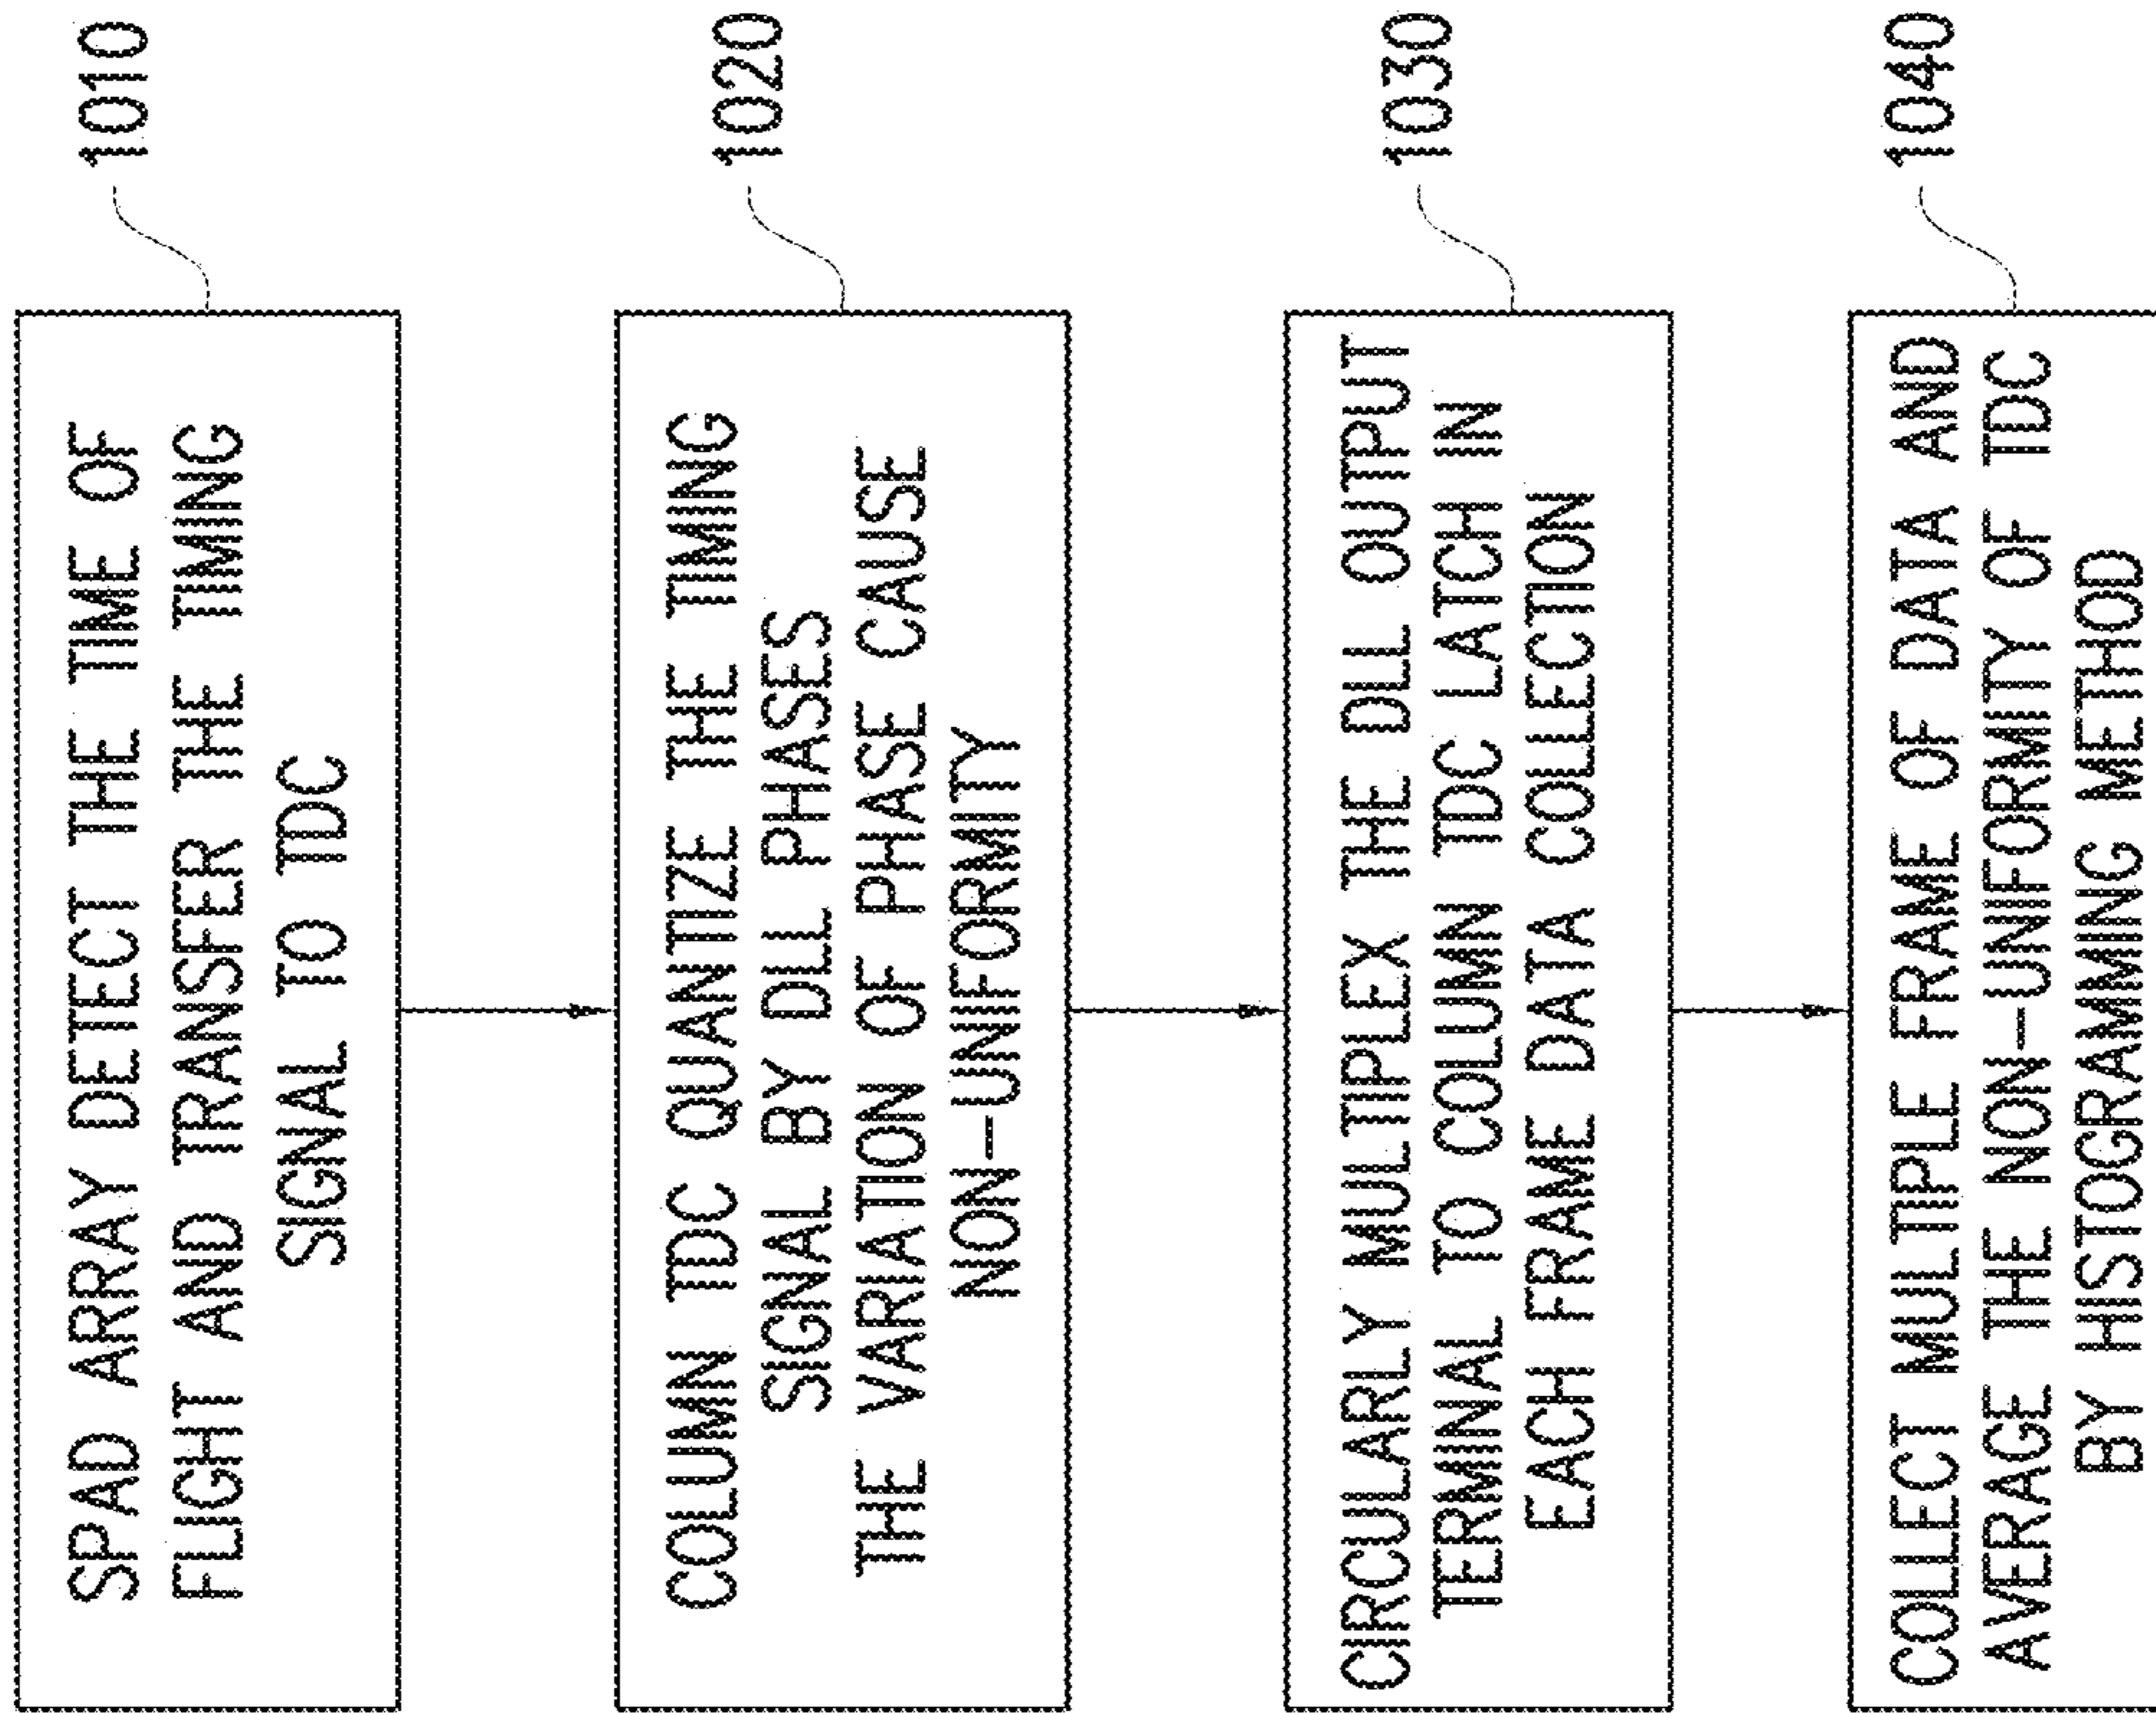 SPAD ARRAY DETECT THE TIME OF
FLIGHT AND TRANSFER THE TIMING
SIGNAL TO TDC
1010
COLUMN TDC QUANTIZE THE TIMING
SIGNAL BY DLL PHASES
THE VARIATION OF PHASE CAUSE
NON-UNIFORMITY
1020
CIRCULARLY MULTIPLEX THE DLL OUTPUT
TERMINAL TO COLUMN TDC LATCH IN
EACH FRAME DATA COLLECTION
1030
COLLECT MULTIPLE FRAME OF DATA AND
AVERAGE THE NON-UNIFORMITY OF TDC
BY HISTOGRAMING METHOD
1040